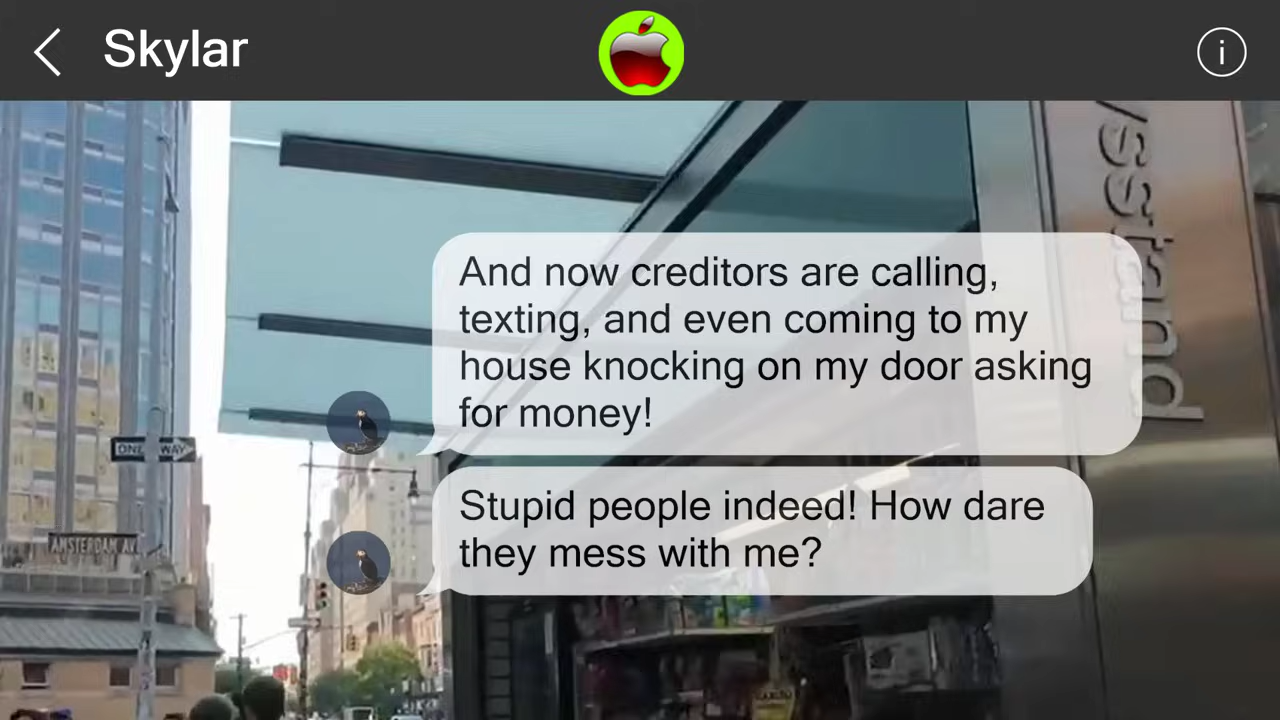 Skylar
i
And now creditors are calling,
texting, and even coming to my
house knocking on my door asking
for money!
Stupid people indeed! How dare
they mess with me?
ONE WAY
AMSTERDAM AV